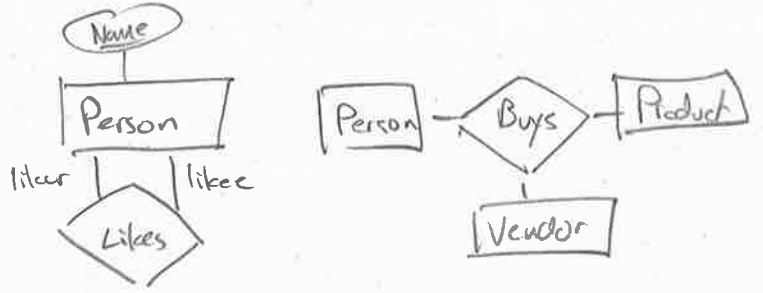 Name
Person
liker
likee
Likes
Person
Buys
Product
Vendor